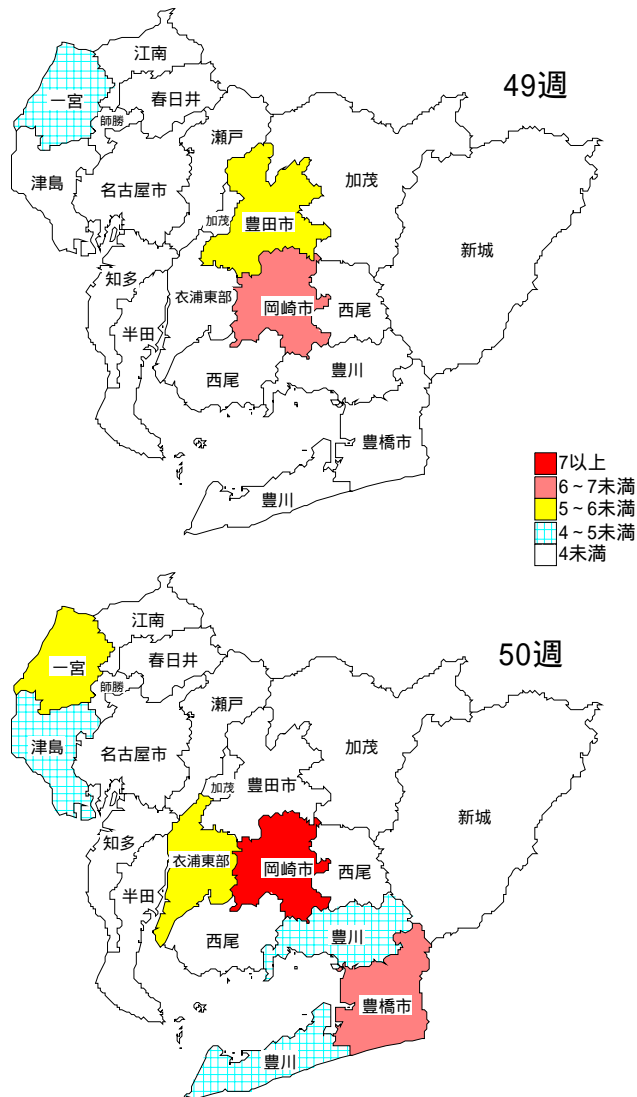 江南
49週
一宮
春日井
師勝
瀬戸
津島
名古屋市
加茂
加茂
豊田市
新城
知多
衣浦東部
岡崎市
西尾
半田
西尾
豊川
豊橋市
豊川
7以上
6~7未満
5~6未満
4~5未満
4未満
江南
50週
一宮
春日井
師勝
瀬戸
津島
名古屋市
加茂
加茂
豊田市
新城
知多
衣浦東部
岡崎市
西尾
半田
西尾
豊川
豊橋市
豊川